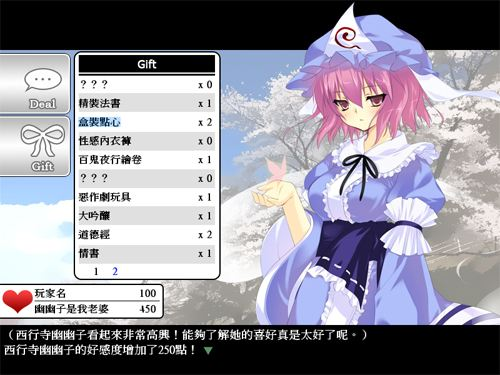 Gift
Deal
Gift
？？？ x 0
精裝法書 x 1
盒裝點心 x 2
性感內衣褲 x 0
百鬼夜行繪卷 x 1
？？？ x 0
惡作劇玩具 x 1
大吟釀 x 1
道德經 x 2
情書 x 1
1 2
玩家名 100
幽幽子是我老婆 450
（西行寺幽幽子看起來非常高興！能夠了解她的喜好真是太好了呢。）
西行寺幽幽子的好感度增加了250點！